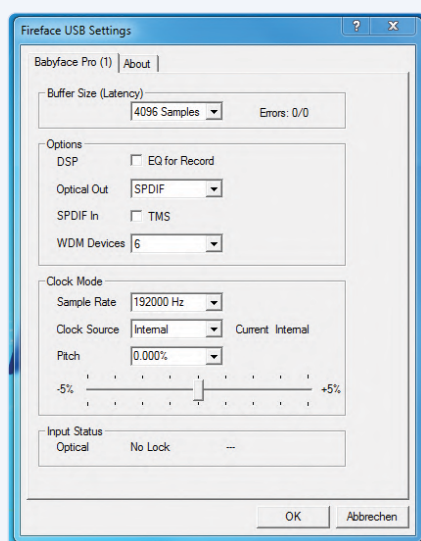 Fireface USB Settings
? X
Babyface Pro (1) About
Buffer Size (Latency)
4096 Samples Errors: 0/0
Options
DSP EQ for Record
Optical Out SPDIF
SPDIF In TMS
WDM Devices 6
Clock Mode
Sample Rate 192000 Hz
Clock Source Internal Current Internal
Pitch 0.000%
-5% +5%
Input Status
Optical No Lock ---
OK Abbrechen